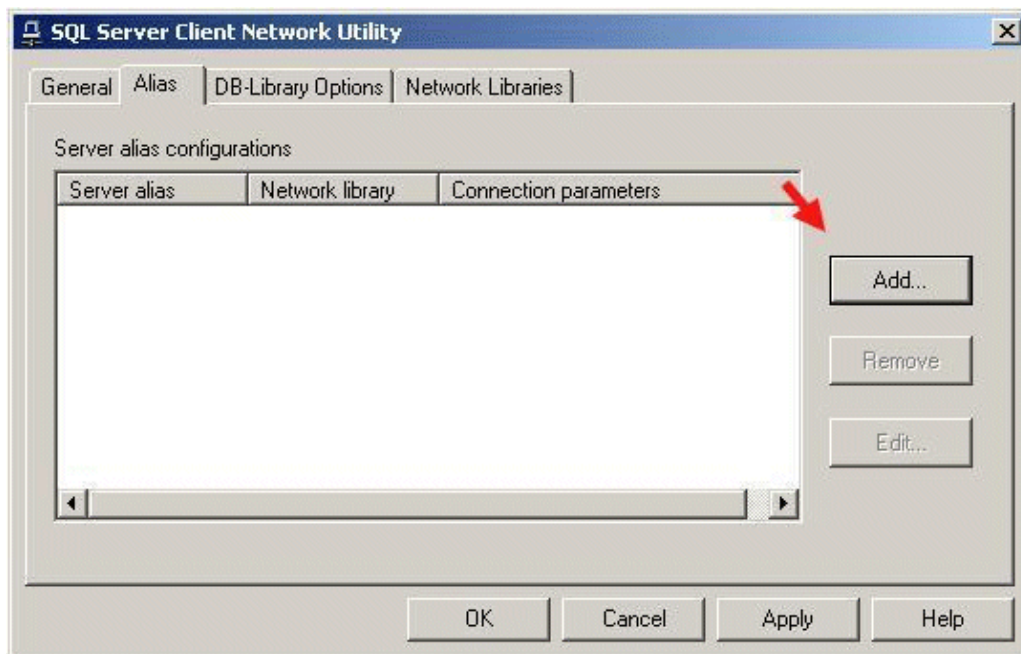 SQL Server Client Network Utility
General Alias DB-Library Options Network Libraries
Server alias configurations
Server alias Network library Connection parameters
Add...
Remove
Edit...
OK Cancel Apply Help